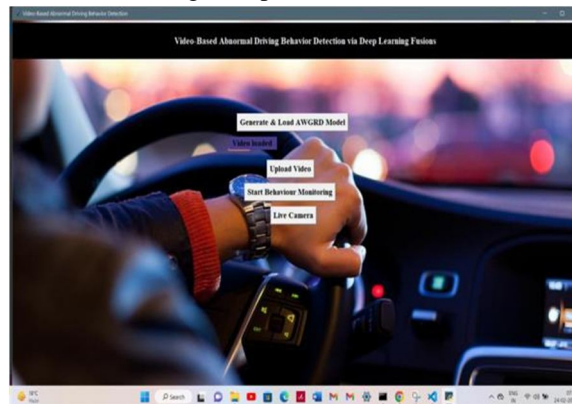 Video Based Abnormal Driving Behavior Detection
Video-Based Abnormal Driving Behavior Detection via Deep Learning Fusions
Generate & Load AWGRD Model
Video loaded
Upload Video
Start Behaviour Monitoring
Live Camera
Search
ENG